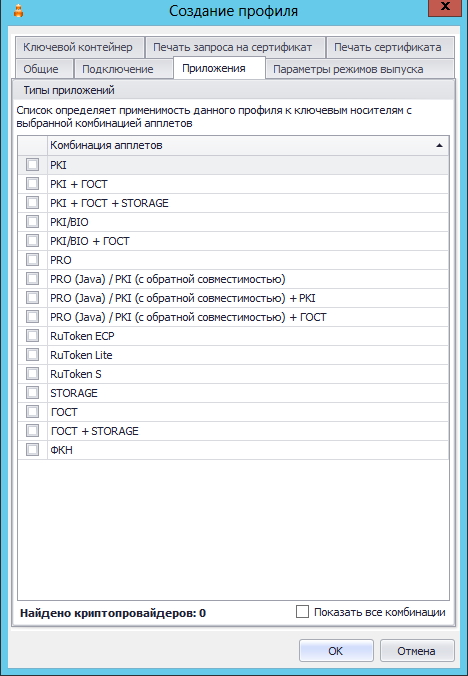 Создание профиля
x
Ключевой контейнер Печать запроса на сертификат Печать сертификата
Общие Подключение Приложения Параметры режимов выпуска
Типы приложений
Список определяет применимость данного профиля к ключевым носителям с
выбранной комбинацией апплетов
Комбинация апплетов
PKI
PKI + ГОСТ
PKI + ГОСТ + STORAGE
PKI/BIO
PKI/BIO + ГОСТ
PRO
PRO (Java) / PKI (с обратной совместимостью)
PRO (Java) / PKI (с обратной совместимостью) + PKI
PRO (Java) / PKI (с обратной совместимостью) + ГОСТ
RuToken ECP
RuToken Lite
RuToken S
STORAGE
ГОСТ
ГОСТ + STORAGE
ФКН
Найдено криптопровайдеров: 0 Показать все комбинации
OK Отмена